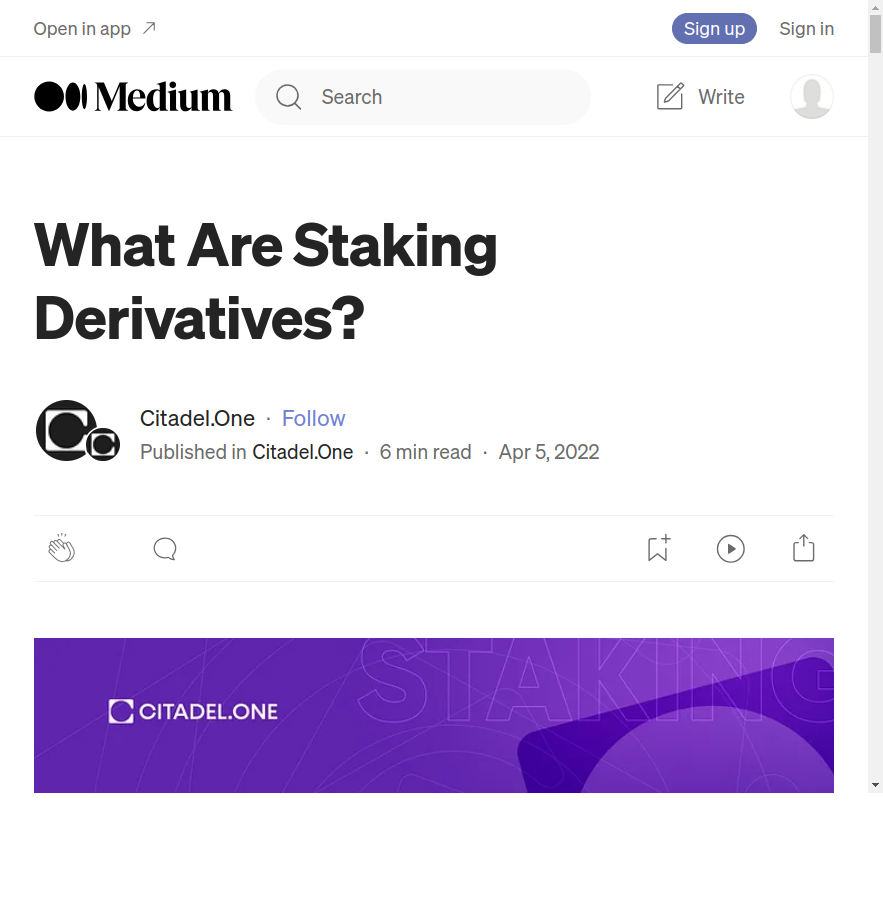 Open in app
Sign up
Sign in
Medium
Search
Write
What Are Staking
Derivatives?
Citadel.One · Follow
Published in Citadel.One · 6 min read · Apr 5, 2022
STAKING
CITADEL.ONE